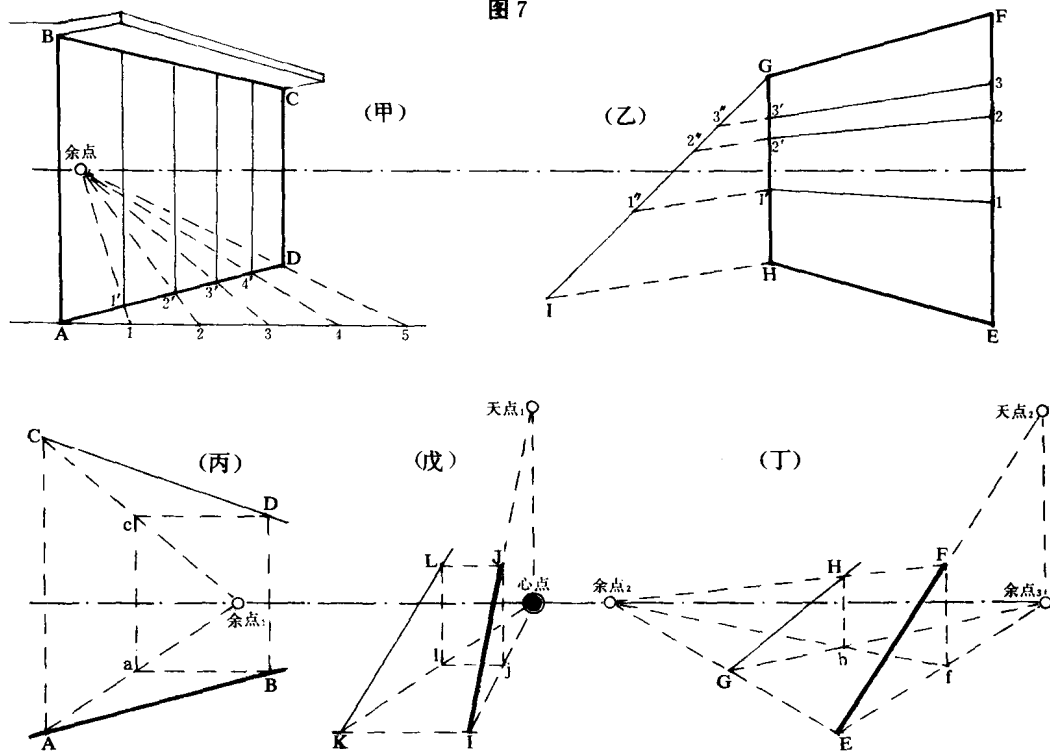 图7
B
C
（甲）
余点
D
1′ 2′ 3′ 4′
A 1 2 3 4 5
F
G
（乙）
3″ 3′ 3
2″ 2′ 2
1″ 1′ 1
H
I
E
天点₁ 天点₂
C （丙） （戊） （丁）
D
c
L J H F
余点₁ 心点 余点₂ 余点₃
a B l j G h f
A K I E